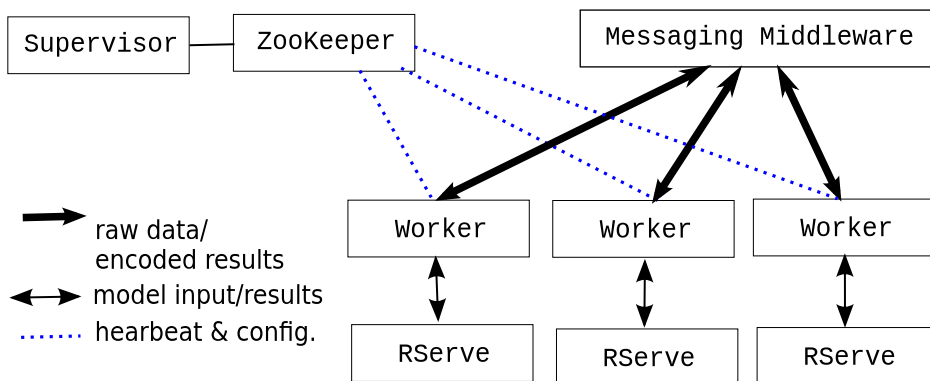 Supervisor
ZooKeeper
Messaging Middleware
Worker
Worker
Worker
raw data/
encoded results
model input/results
hearbeat & config.
RServe
RServe
RServe